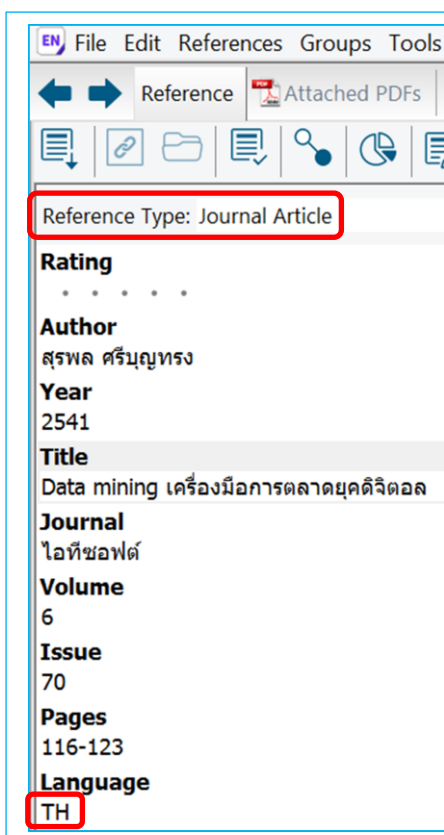 EN File Edit References Groups Tools
Reference PDF Attached PDFs
Reference Type: Journal Article
Rating
Author
สุรพล ศรีบุญทรง
Year
2541
Title
Data mining เครื่องมือการตลาดยุคดิจิตอล
Journal
ไอทีซอฟต์
Volume
6
Issue
70
Pages
116-123
Language
TH